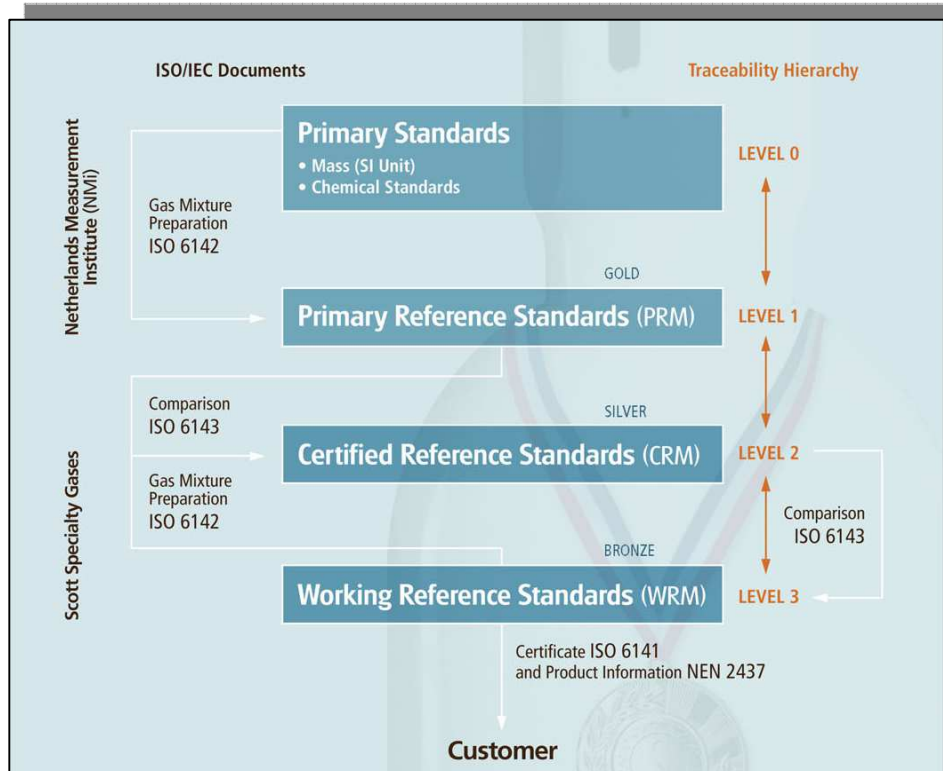 ISO/IEC Documents
Traceability Hierarchy
Netherlands Measurement
Institute (NMi)
Primary Standards
• Mass (SI Unit)
• Chemical Standards
LEVEL 0
Gas Mixture
Preparation
ISO 6142
GOLD
Primary Reference Standards (PRM)
LEVEL 1
Scott Specialty Gases
Comparison
ISO 6143
SILVER
Certified Reference Standards (CRM)
LEVEL 2
Gas Mixture
Preparation
ISO 6142
Comparison
ISO 6143
BRONZE
Working Reference Standards (WRM)
LEVEL 3
Certificate ISO 6141
and Product Information NEN 2437
Customer